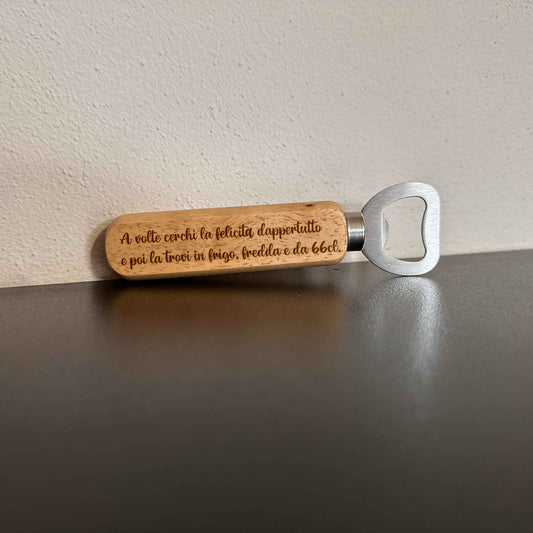 A volte cerchi la felicità dappertutto
e poi la trovi in frigo, fredda e da 66cl.